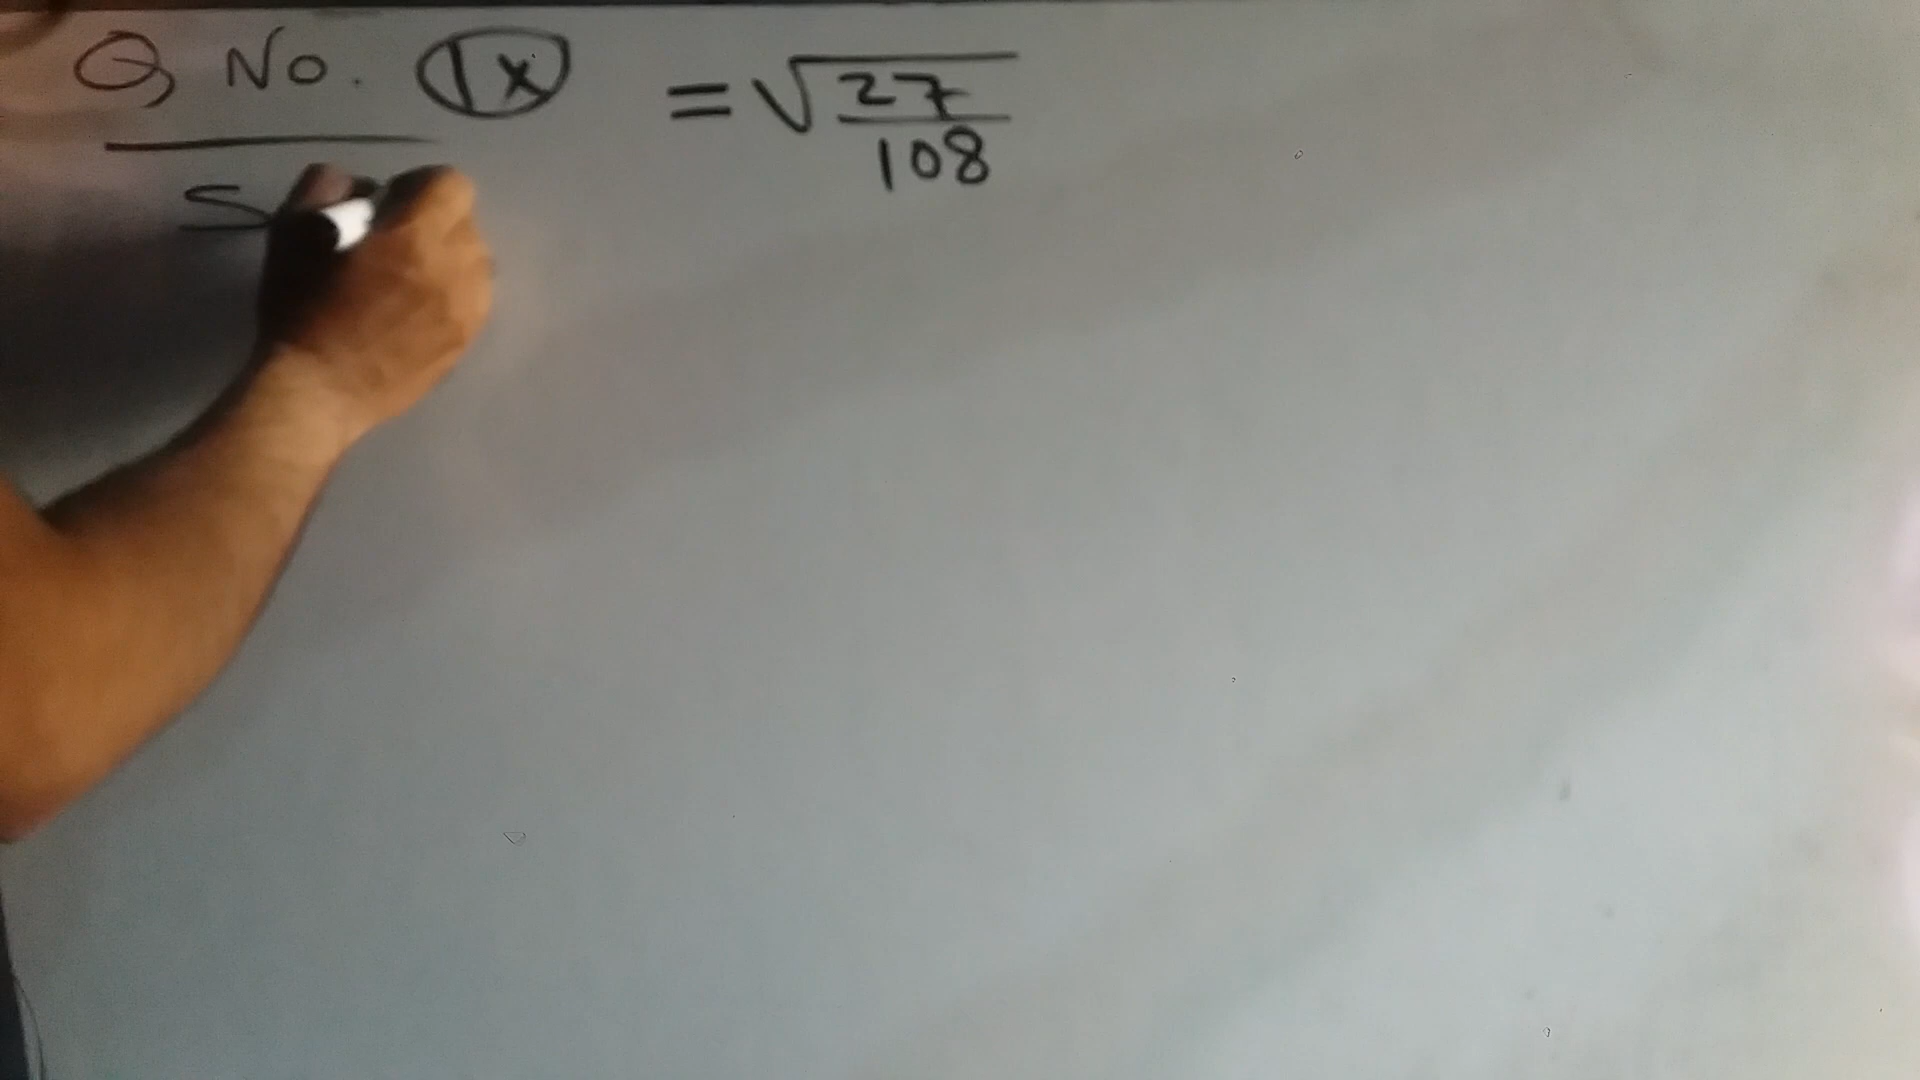 Q No. (ix) = √27/108
S